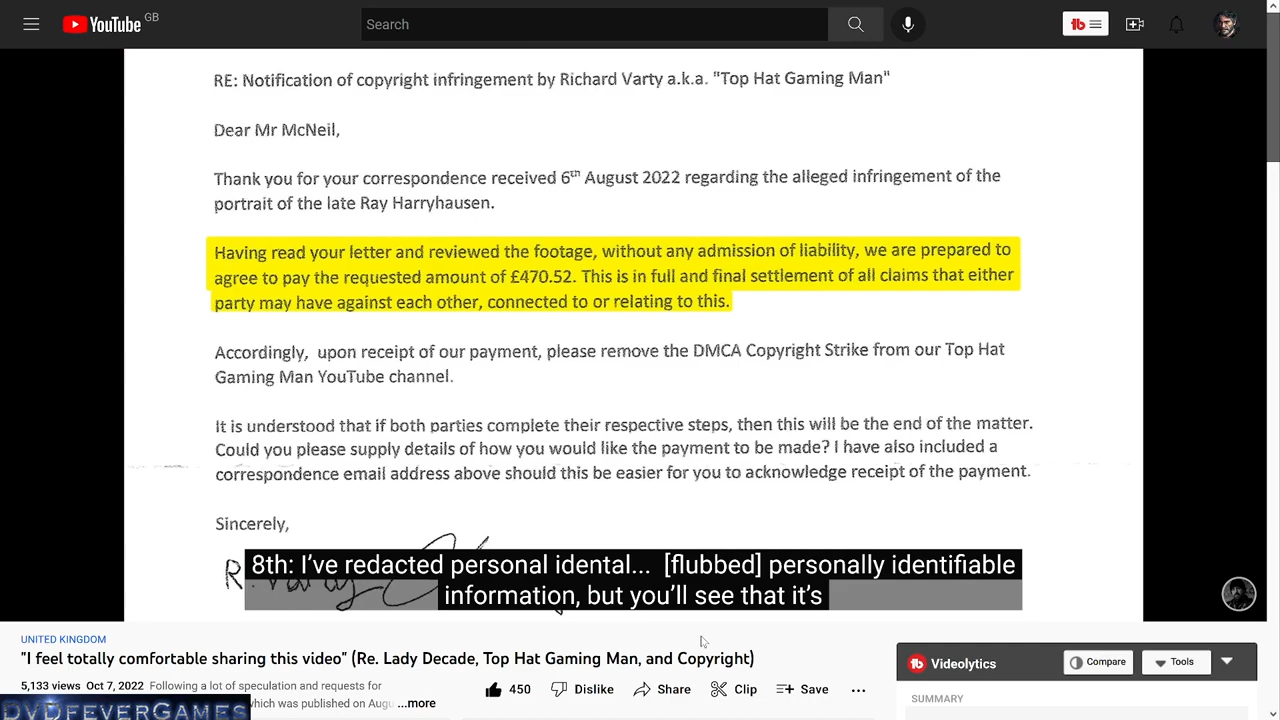 YouTube GB
Search
RE: Notification of copyright infringement by Richard Varty a.k.a. "Top Hat Gaming Man"
Dear Mr McNeil,
Thank you for your correspondence received 6th August 2022 regarding the alleged infringement of the
portrait of the late Ray Harryhausen.
Having read your letter and reviewed the footage, without any admission of liability, we are prepared to
agree to pay the requested amount of £470.52. This is in full and final settlement of all claims that either
party may have against each other, connected to or relating to this.
Accordingly, upon receipt of our payment, please remove the DMCA Copyright Strike from our Top Hat
Gaming Man YouTube channel.
It is understood that if both parties complete their respective steps, then this will be the end of the matter.
Could you please supply details of how you would like the payment to be made? I have also included a
correspondence email address above should this be easier for you to acknowledge receipt of the payment.
Sincerely,
8th: I've redacted personal idental... [flubbed] personally identifiable
information, but you'll see that it's
UNITED KINGDOM
"I feel totally comfortable sharing this video" (Re. Lady Decade, Top Hat Gaming Man, and Copyright)
5,133 views Oct 7, 2022 Following a lot of speculation and requests for
which was published on Augu ...more
450 Dislike Share Clip Save
Videolytics Compare Tools
SUMMARY
DVDFEVERGAMES